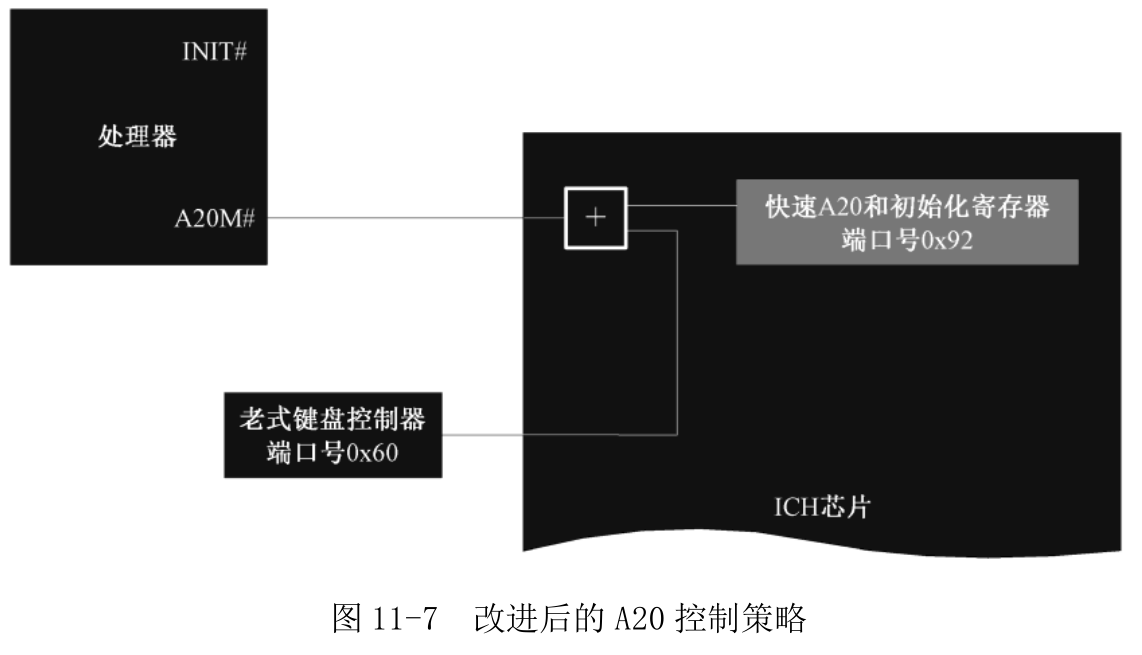 INIT#
处理器
A20M#
+
快速A20和初始化寄存器
端口号0x92
老式键盘控制器
端口号0x60
ICH芯片
图 11-7 改进后的 A20 控制策略